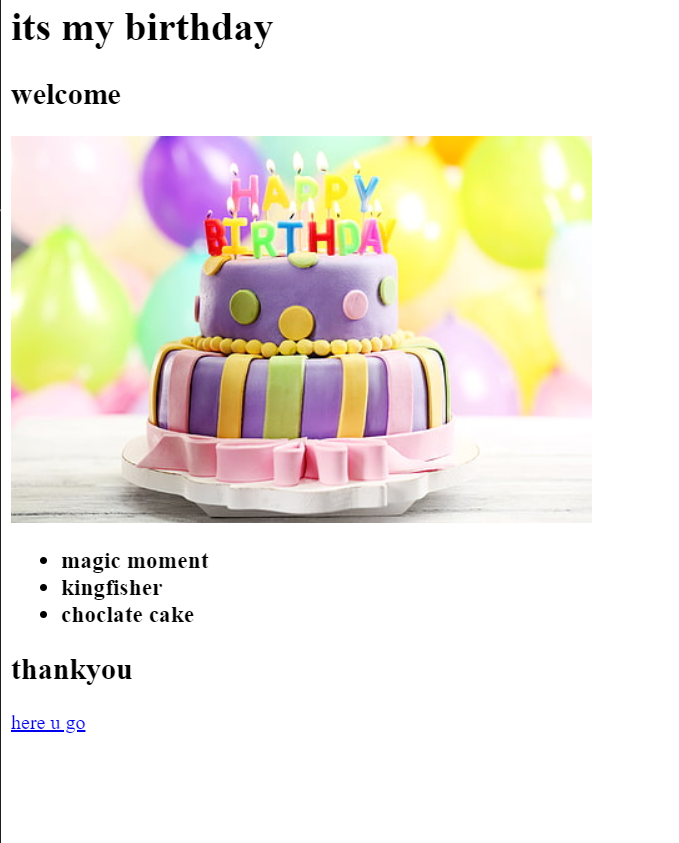 its my birthday
welcome
HAPPY
BIRTHDAY
magic moment
kingfisher
choclate cake
thankyou
here u go